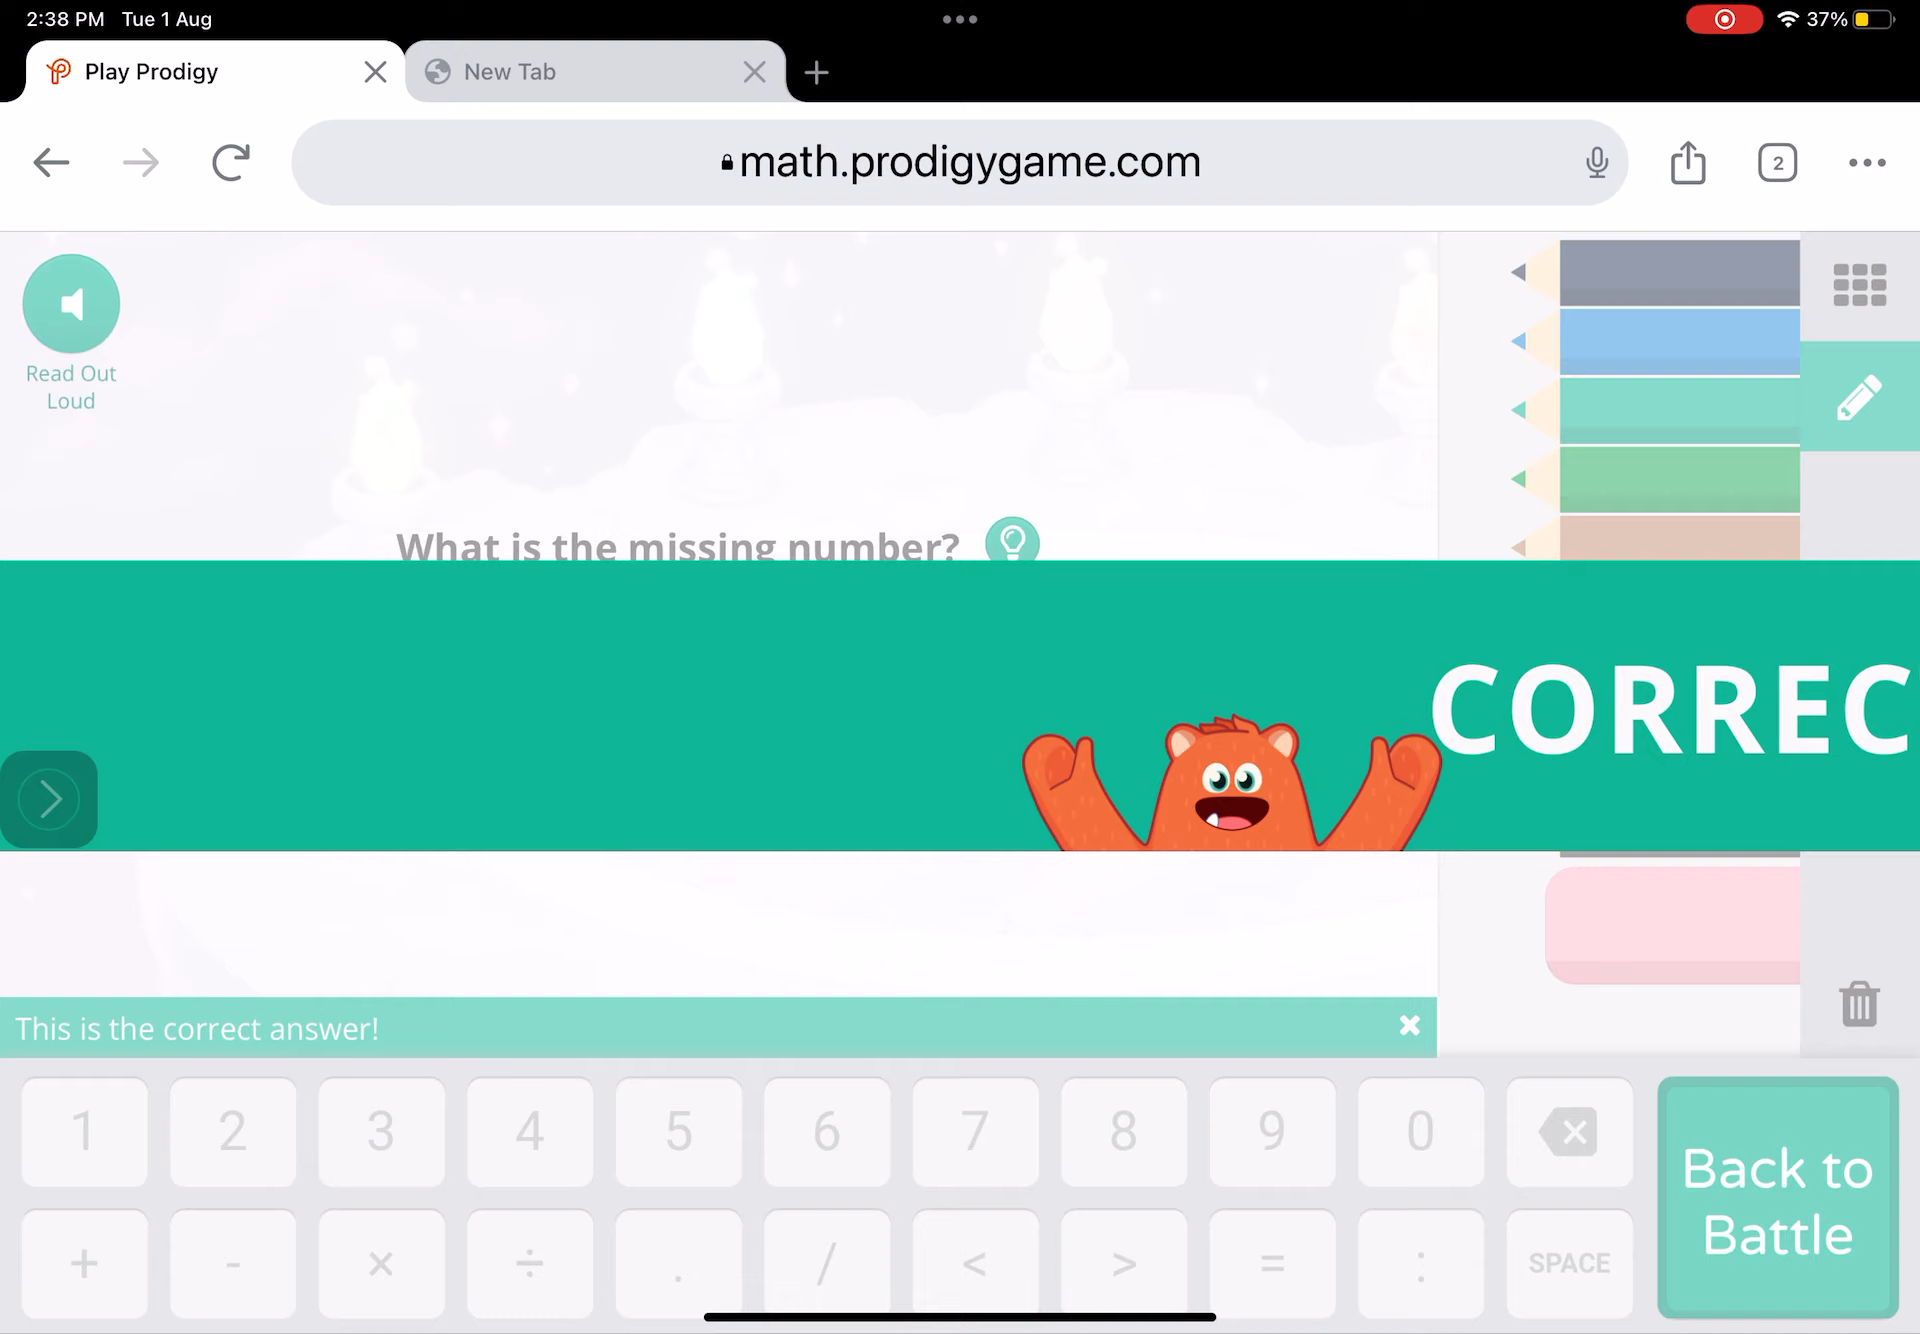 2:38 PM Tue 1 Aug
37%
Play Prodigy
New Tab
math.prodigygame.com
2
Read Out
Loud
What is the missing number?
CORREC
This is the correct answer!
1 2 3 4 5 6 7 8 9 0
+ - × ÷ . / < > = : SPACE
Back to
Battle